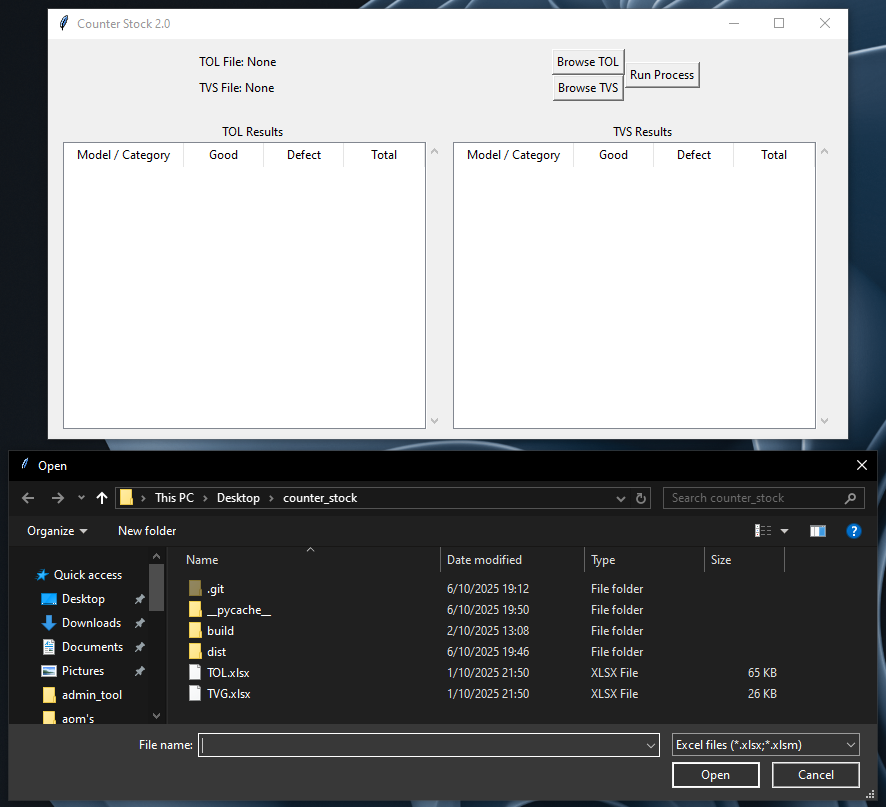 Counter Stock 2.0
TOL File: None
Browse TOL
TVS File: None
Browse TVS
Run Process
TOL Results
TVS Results
Model / Category Good Defect Total
Model / Category Good Defect Total
Open
This PC > Desktop > counter_stock
Search counter_stock
Organize
New folder
?
Name Date modified Type Size
Quick access
Desktop
Downloads
Documents
Pictures
admin_tool
aom's
.git 6/10/2025 19:12 File folder
__pycache__ 6/10/2025 19:50 File folder
build 2/10/2025 13:08 File folder
dist 6/10/2025 19:46 File folder
TOL.xlsx 1/10/2025 21:50 XLSX File 65 KB
TVG.xlsx 1/10/2025 21:50 XLSX File 26 KB
File name:
Excel files (*.xlsx;*.xlsm)
Open
Cancel